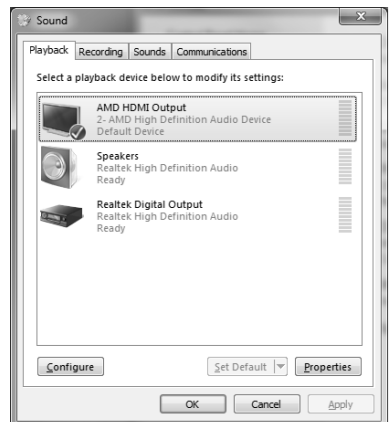 Sound
Playback Recording Sounds Communications
Select a playback device below to modify its settings:
AMD HDMI Output
2- AMD High Definition Audio Device
Default Device
Speakers
Realtek High Definition Audio
Ready
Realtek Digital Output
Realtek High Definition Audio
Ready
Configure Set Default Properties
OK Cancel Apply